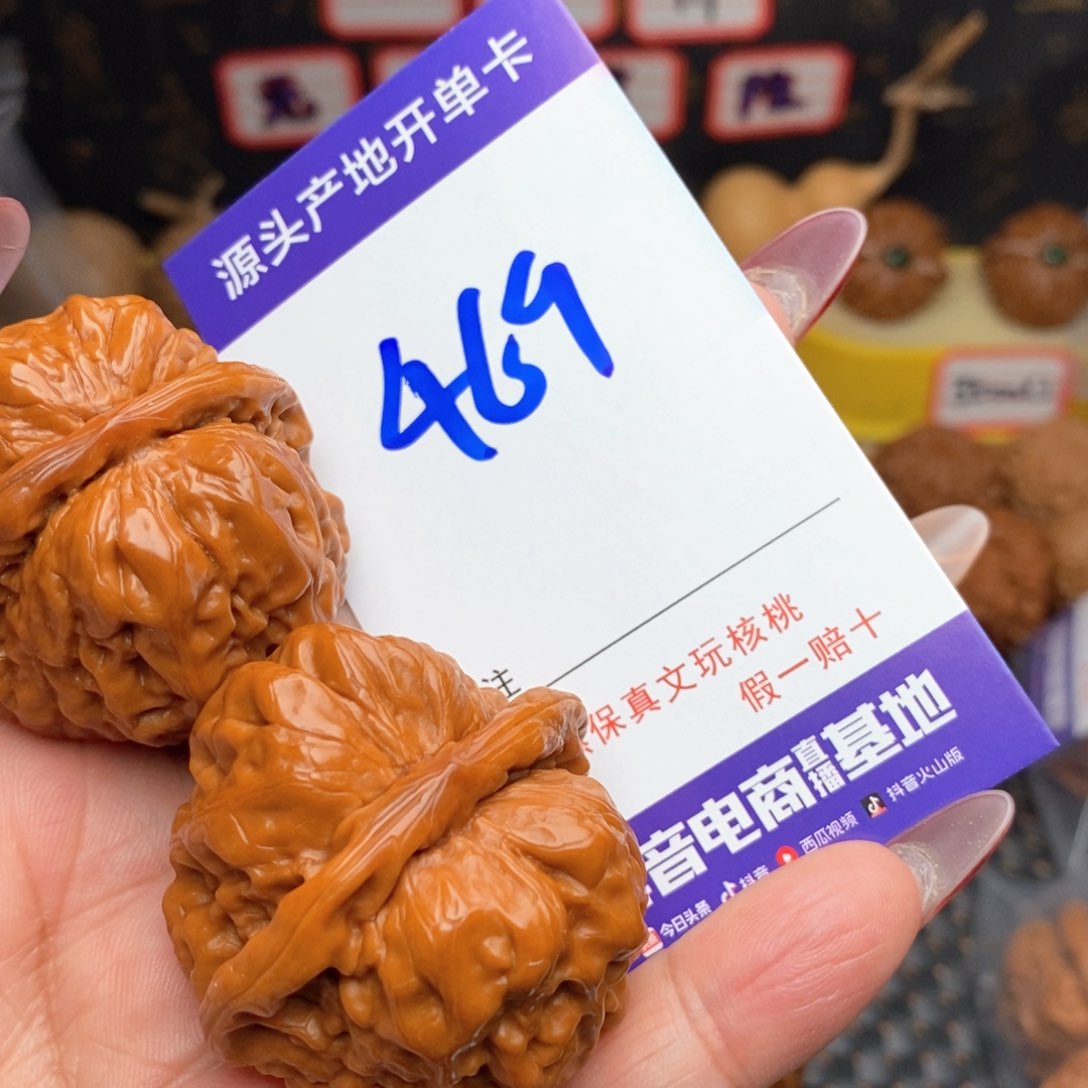 源头产地开单卡
469
注
保真文玩核桃
假一赔十
音电商直播基地
今日头条 抖音 西瓜视频 抖音火山版